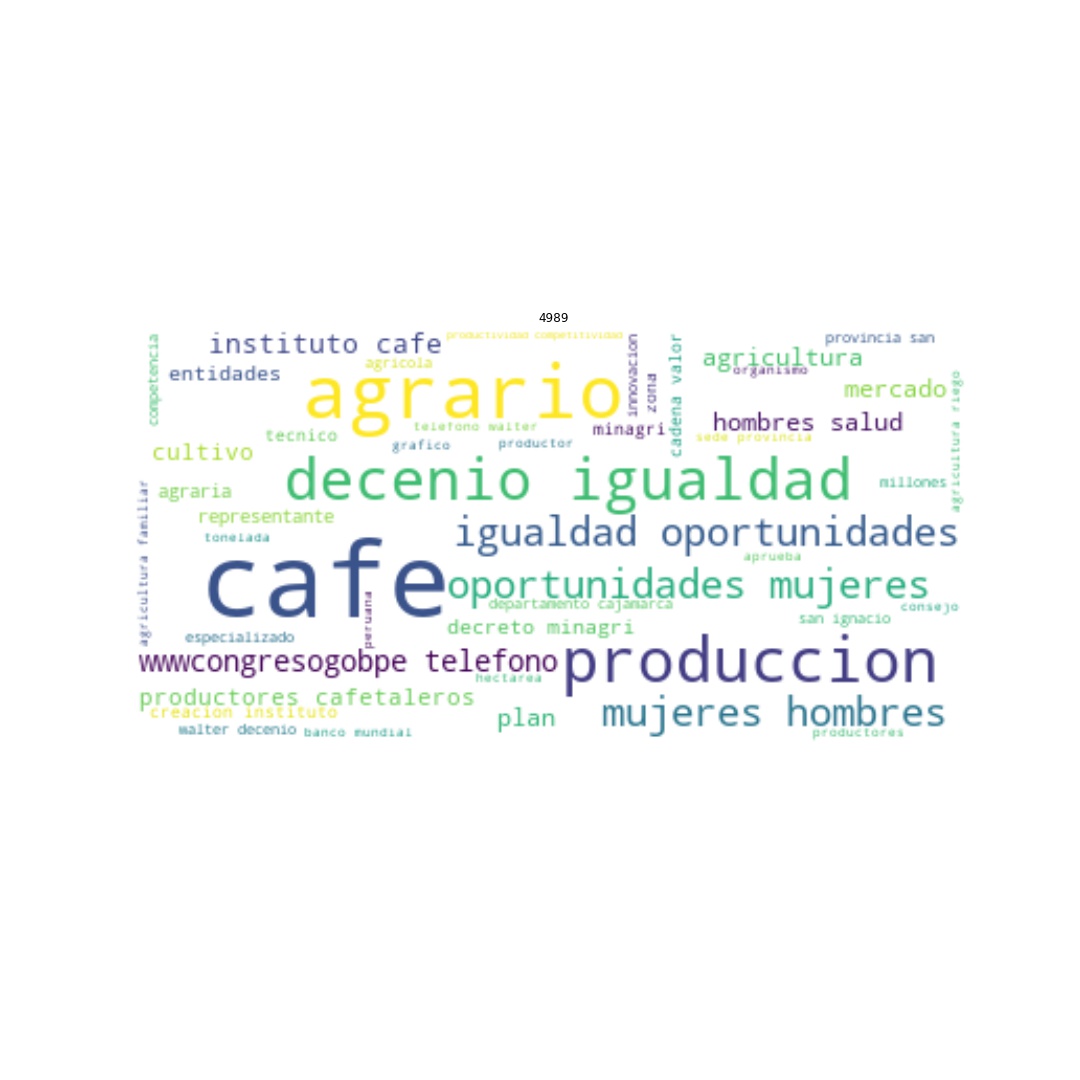 4989
competencia
instituto cafe
productividad competitividad
innovacion
zona
cadena valor
provincia san
agricultura
organismo
entidades
agricola
agrario
mercado
agricultura riego
hombres salud
minagri
sede provincia
telefono walter
tecnico
grafico
productor
cultivo
decenio igualdad
millones
agraria
agricultura familiar
representante
igualdad oportunidades
tonelada
aprueba
cafe
oportunidades mujeres
departamento cajamarca
consejo
peruana
san ignacio
decreto minagri
especializado
wwwcongresogobpe telefono
produccion
hectarea
productores cafetaleros
creacion instituto
plan
mujeres hombres
walter decenio
banco mundial
productores